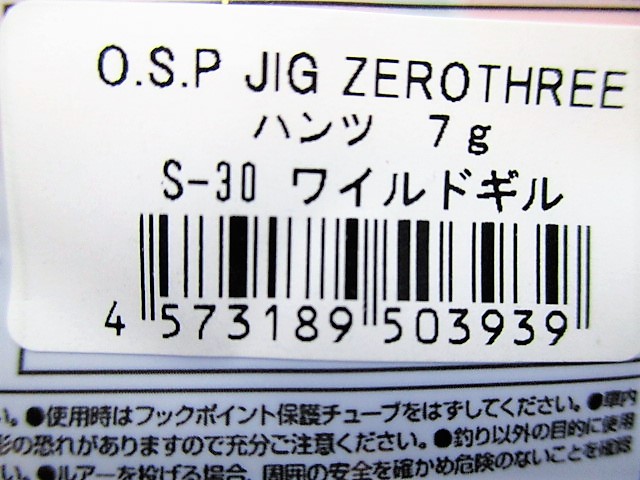 O.S.P JIG ZEROTHREE
ハンツ 7g
S-30 ワイルドギル
4 573189 503939
い。●使用時はフックポイント保護チューブをはずしてください。●車内
形の恐れがありますので充分ご注意ください。●釣り以外の目的に使用
い。●ルアーを投げる場合、周囲の安全を確かめ危険のないことを確認